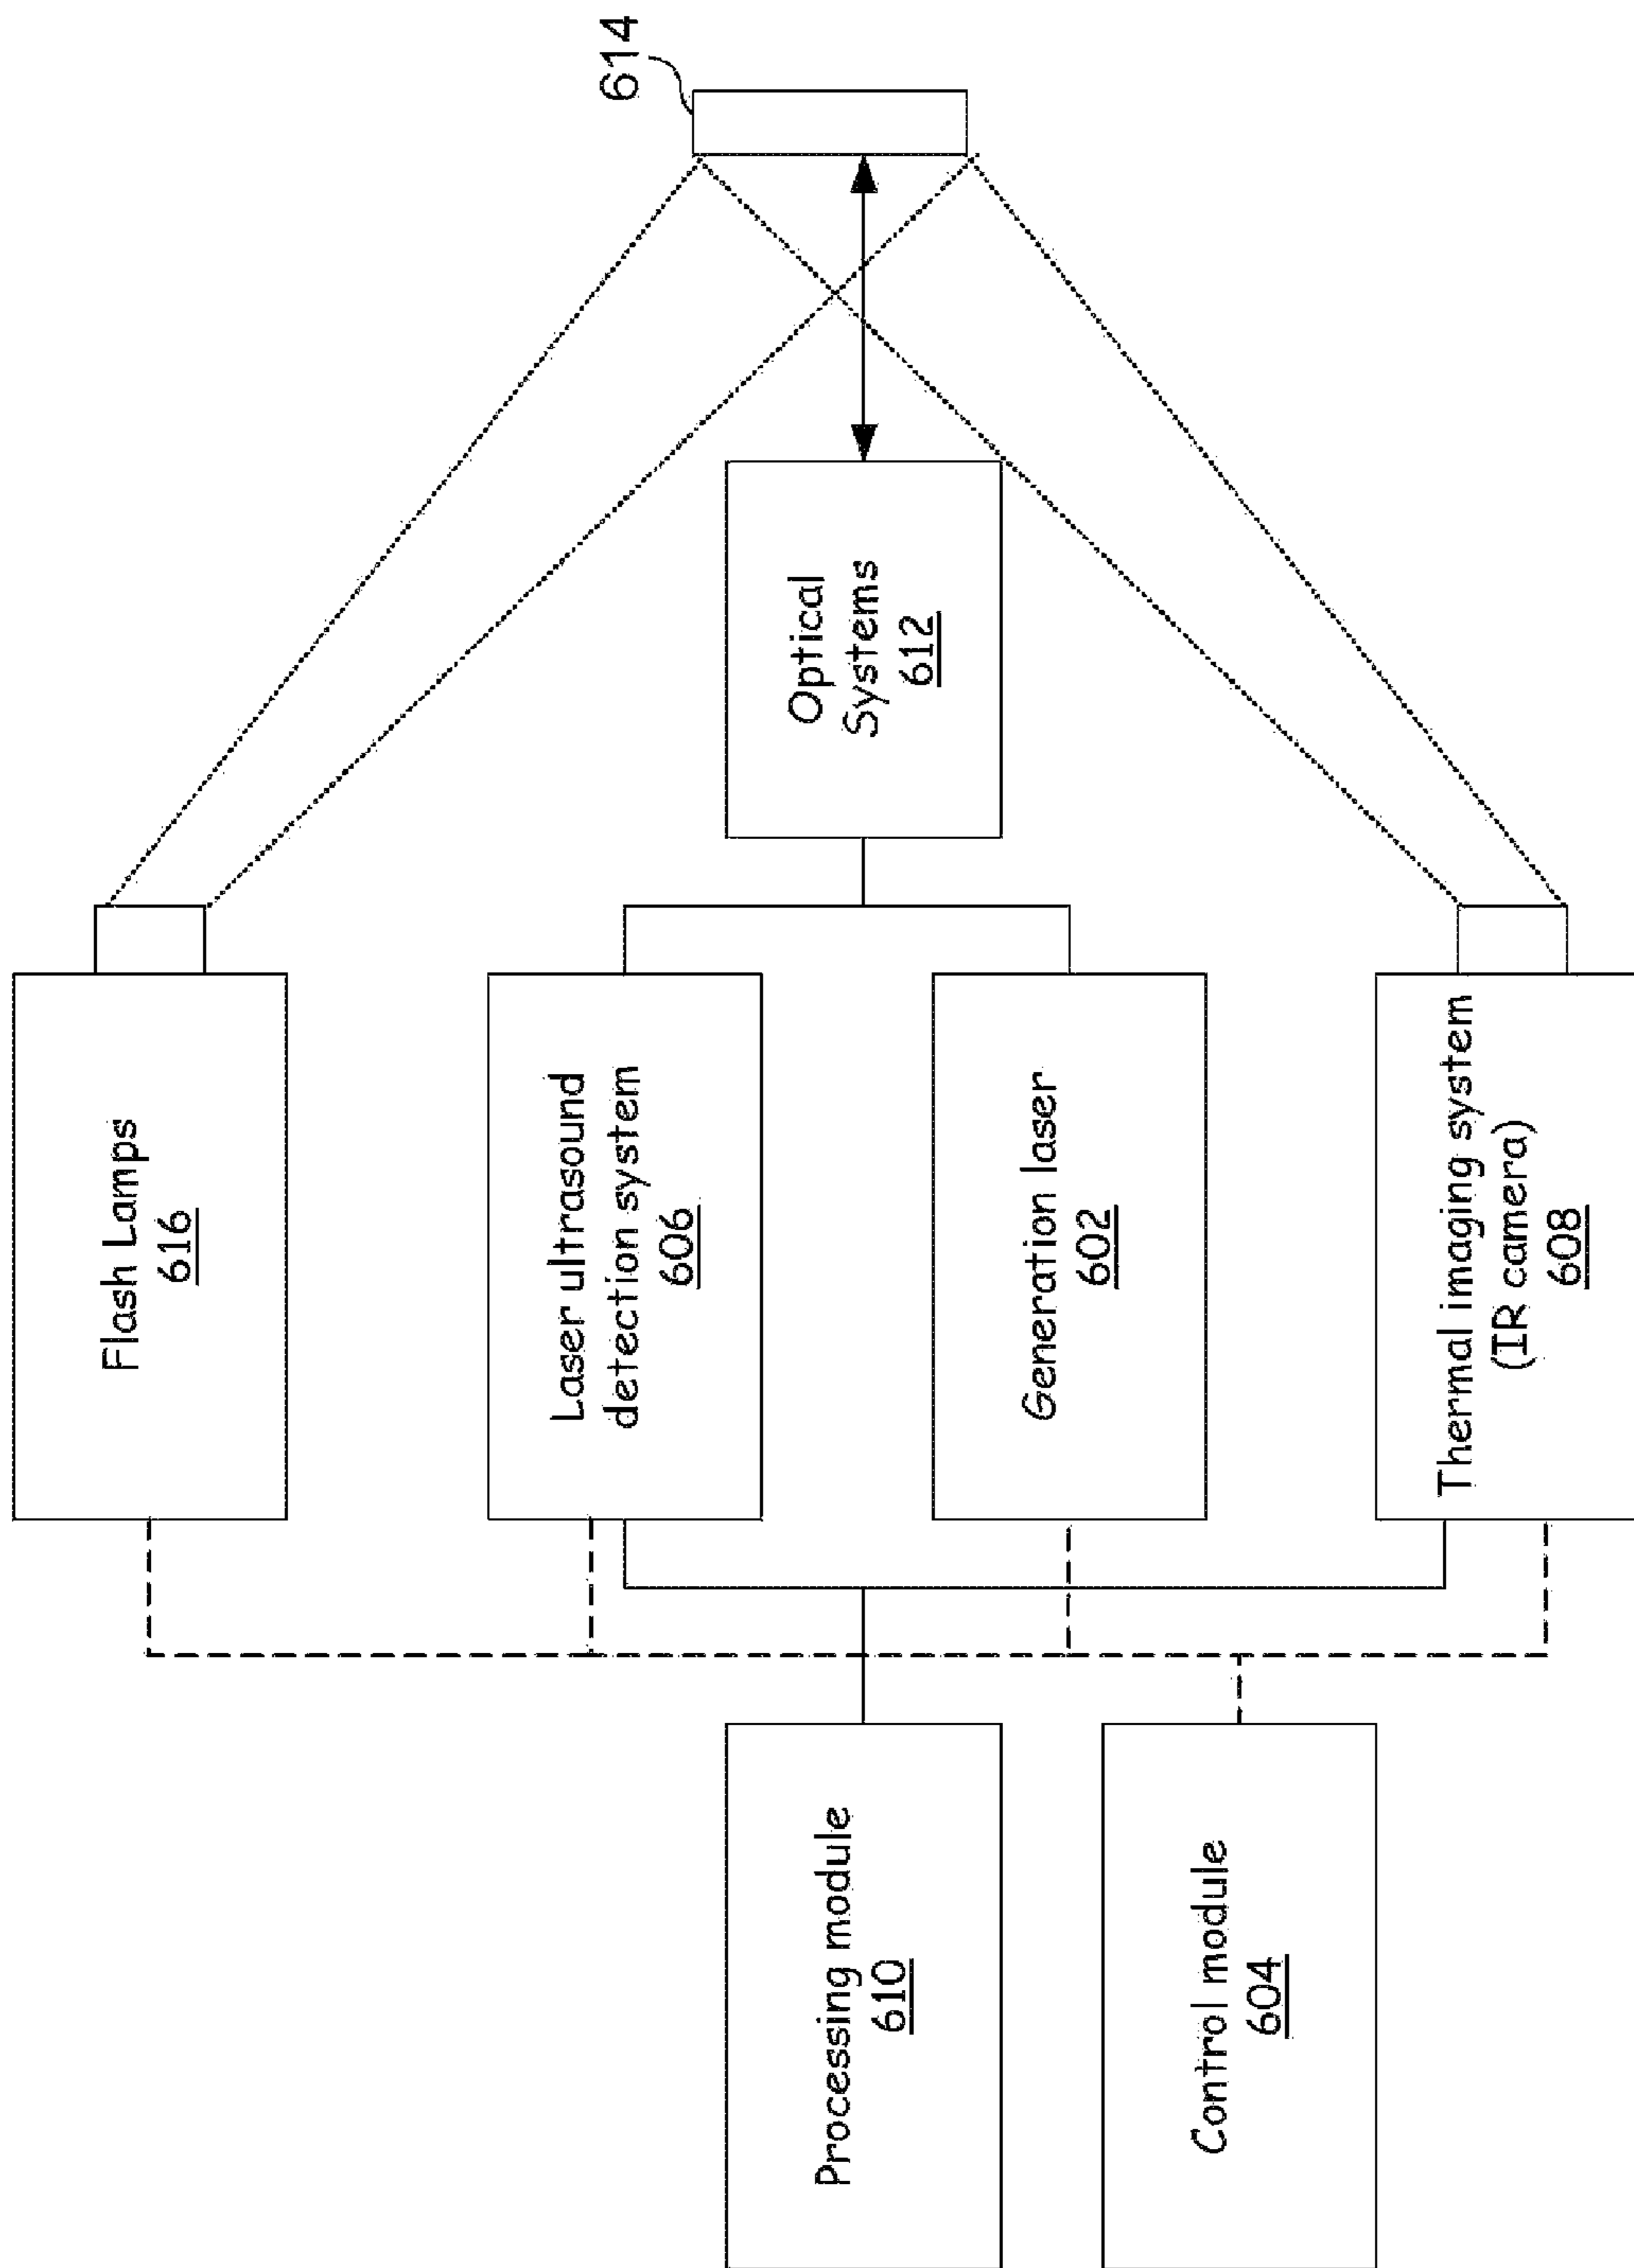 614
Optical
Systems
612
Flash Lamps
616
Laser ultrasound
detection system
606
Generation laser
602
Thermal imaging system
(IR camera)
608
Processing module
610
Control module
604